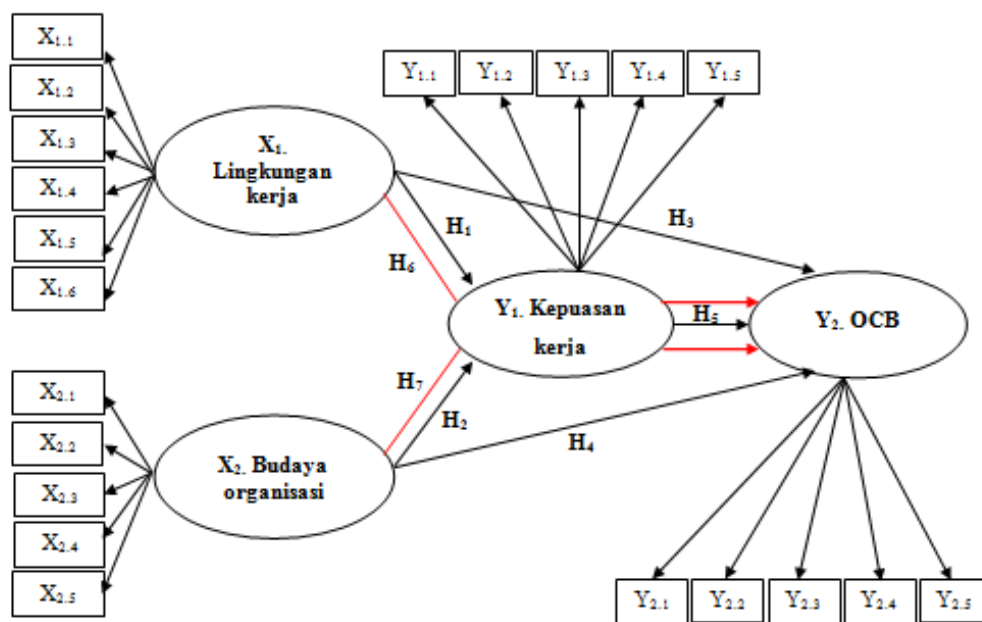 X1.1
X1.2
X1.3
X1.4
X1.5
X1.6
X1.
Lingkungan
kerja
Y1.1 Y1.2 Y1.3 Y1.4 Y1.5
H1
H6
H3
Y1. Kepuasan
kerja
H5
Y2. OCB
H7
H2
H4
X2.1
X2.2
X2.3
X2.4
X2.5
X2. Budaya
organisasi
Y2.1 Y2.2 Y2.3 Y2.4 Y2.5